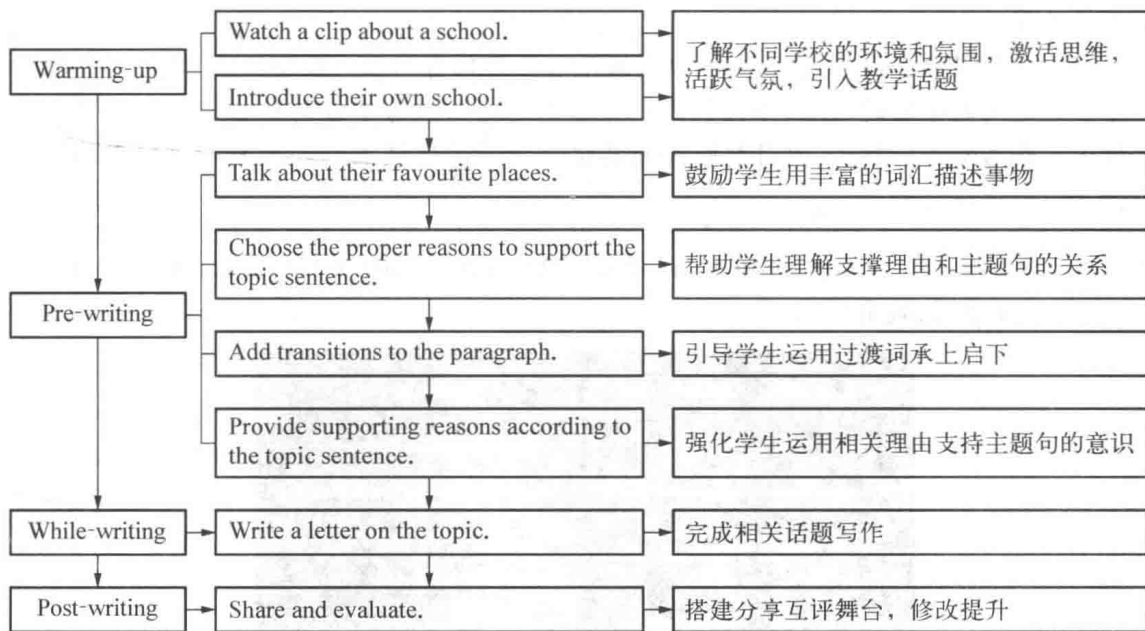 Watch a clip about a school.
Warming-up
Introduce their own school.
了解不同学校的环境和氛围，激活思维，
活跃气氛，引入教学话题
Talk about their favourite places.
鼓励学生用丰富的词汇描述事物
Choose the proper reasons to support the
topic sentence.
帮助学生理解支撑理由和主题句的关系
Pre-writing
Add transitions to the paragraph.
引导学生运用过渡词承上启下
Provide supporting reasons according to
the topic sentence.
强化学生运用相关理由支持主题句的意识
While-writing
Write a letter on the topic.
完成相关话题写作
Post-writing
Share and evaluate.
搭建分享互评舞台，修改提升